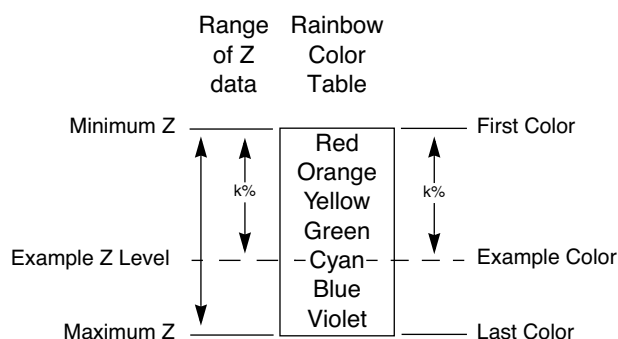 Range
of Z
data
Rainbow
Color
Table
Minimum Z
First Color
Red
Orange
Yellow
Green
k%
k%
Example Z Level
Cyan
Example Color
Blue
Violet
Maximum Z
Last Color